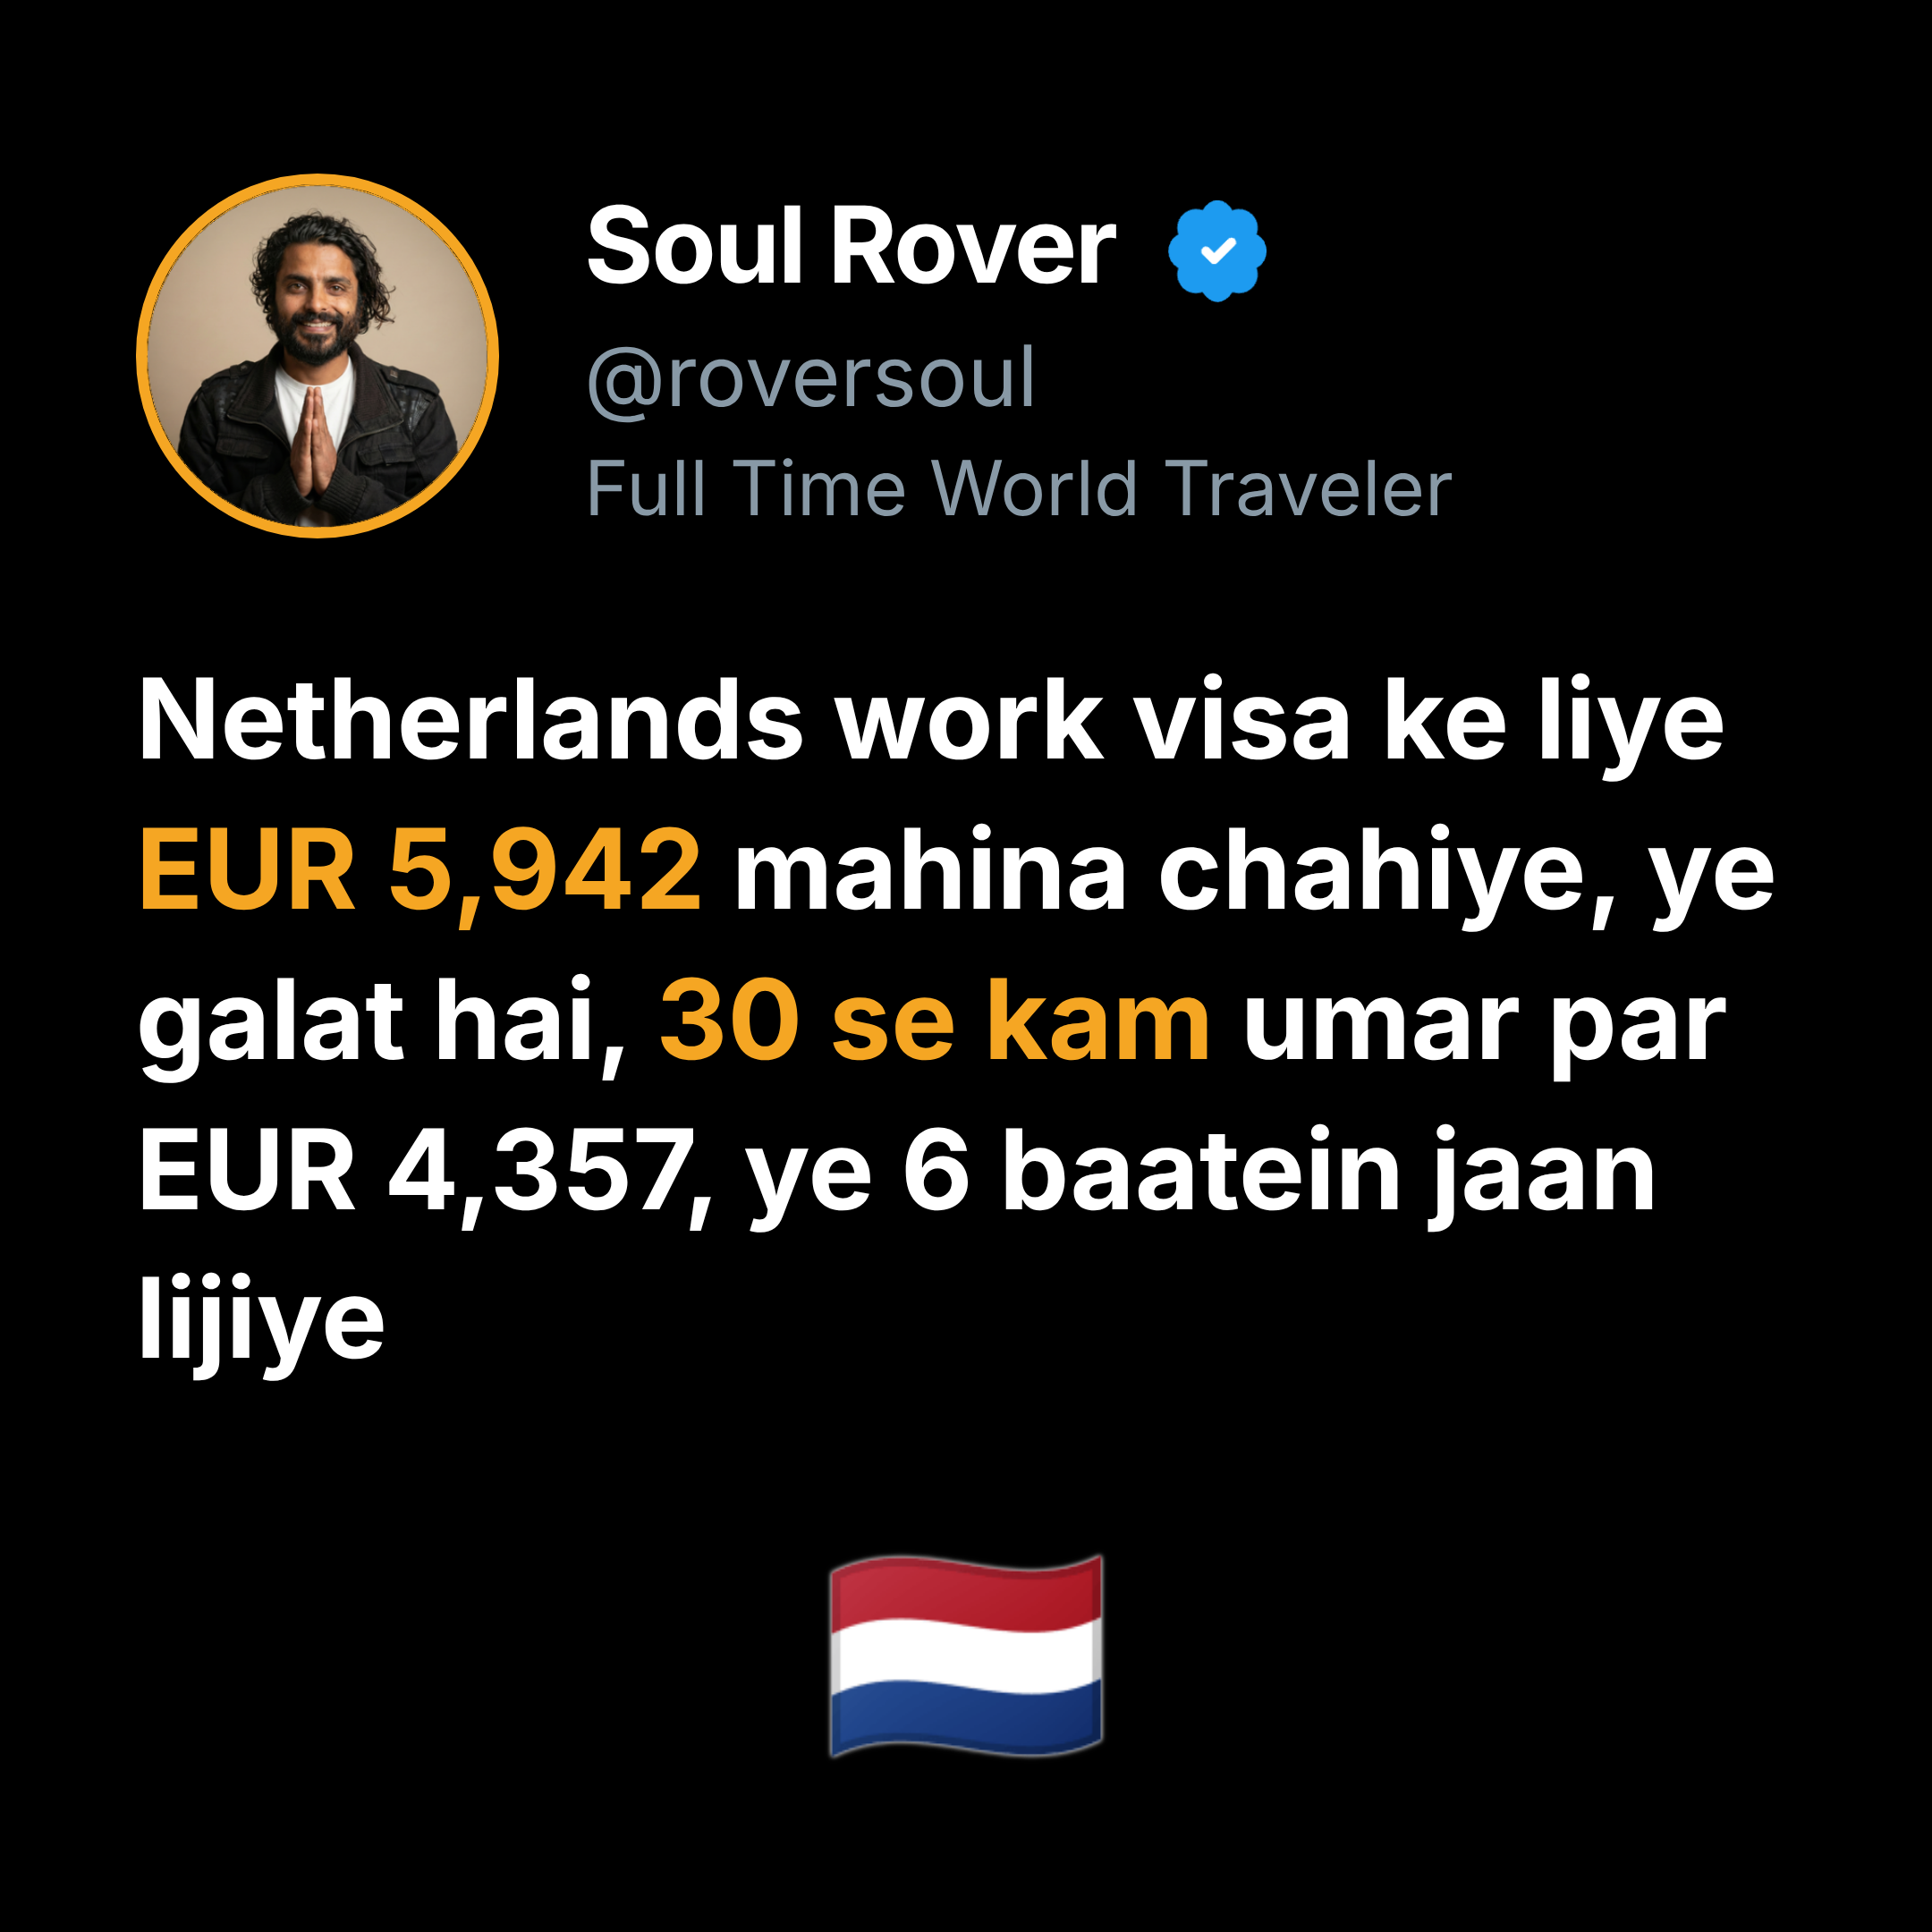 Soul Rover
@roversoul
Full Time World Traveler
Netherlands work visa ke liye
EUR 5,942 mahina chahiye, ye
galat hai, 30 se kam umar par
EUR 4,357, ye 6 baatein jaan
lijiye